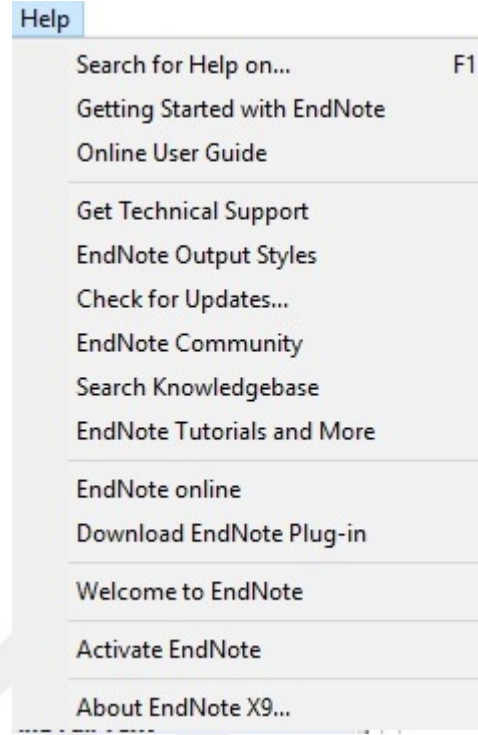 Help
Search for Help on... F1
Getting Started with EndNote
Online User Guide
Get Technical Support
EndNote Output Styles
Check for Updates...
EndNote Community
Search Knowledgebase
EndNote Tutorials and More
EndNote online
Download EndNote Plug-in
Welcome to EndNote
Activate EndNote
About EndNote X9...